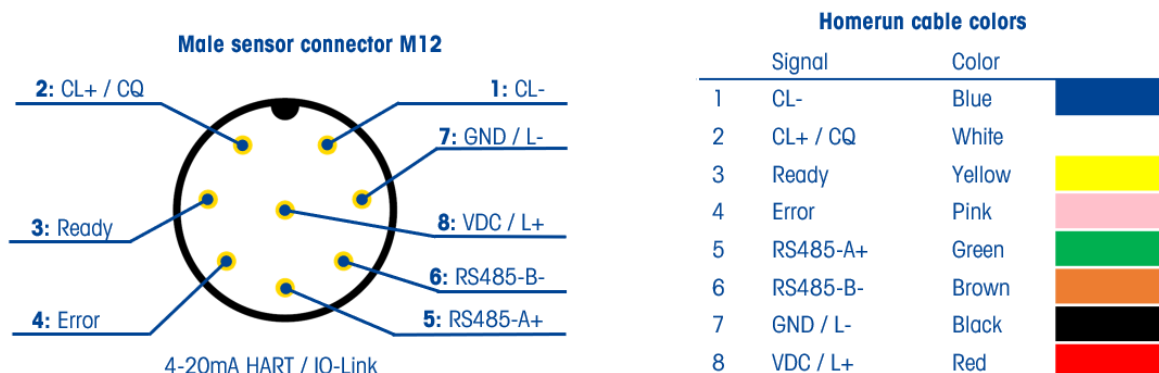 Male sensor connector M12
2: CL+ / CQ
1: CL-
7: GND / L-
3: Ready
8: VDC / L+
6: RS485-B-
4: Error
5: RS485-A+
4-20mA HART / IO-Link
Homerun cable colors
Signal Color
1 CL- Blue
2 CL+ / CQ White
3 Ready Yellow
4 Error Pink
5 RS485-A+ Green
6 RS485-B- Brown
7 GND / L- Black
8 VDC / L+ Red